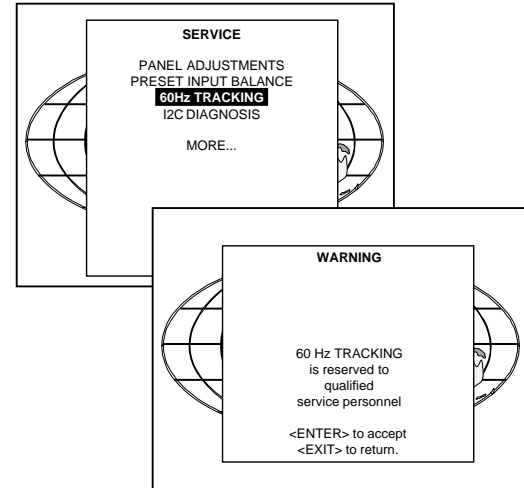 SERVICE
PANEL ADJUSTMENTS
PRESET INPUT BALANCE
60Hz TRACKING
I2C DIAGNOSIS
MORE...
WARNING
60 Hz TRACKING
is reserved to
qualified
service personnel
<ENTER> to accept
<EXIT> to return.